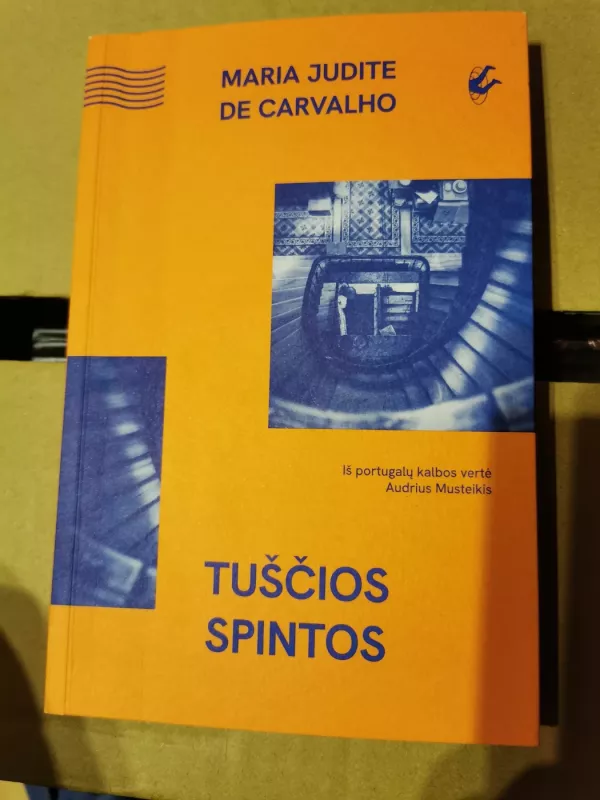 MARIA JUDITE
DE CARVALHO
Iš portugalų kalbos vertė
Audrius Musteikis
TUŠČIOS
SPINTOS